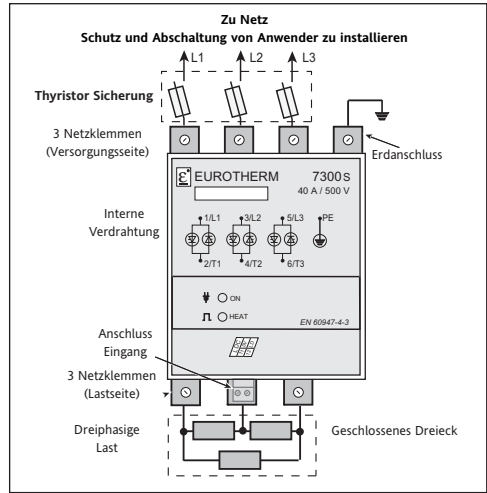 Zu Netz
Schutz und Abschaltung von Anwender zu installieren
L1 L2 L3
Thyristor Sicherung
3 Netzklemmen
(Versorgungsseite)
Erdanschluss
EUROTHERM 7300S
40 A / 500 V
Interne
Verdrahtung
1/L1 3/L2 5/L3 PE
2/T1 4/T2 6/T3
ON
HEAT
EN 60947-4-3
Anschluss
Eingang
3 Netzklemmen
(Lastseite)
Dreiphasige
Last
Geschlossenes Dreieck